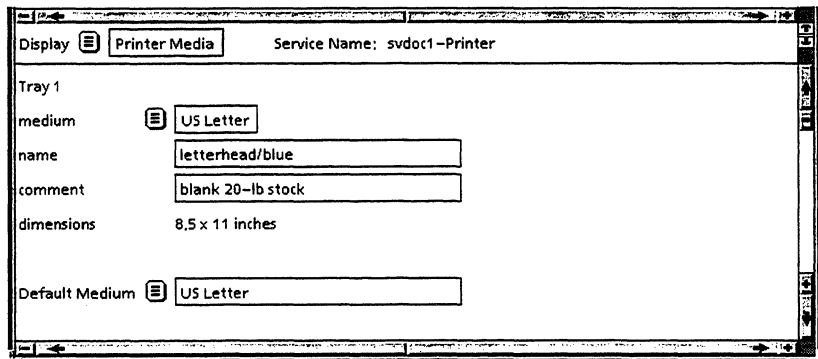 Display Printer Media Service Name: svdoc1-Printer
Tray 1
medium US Letter
name letterhead/blue
comment blank 20-lb stock
dimensions 8.5 x 11 inches
Default Medium US Letter